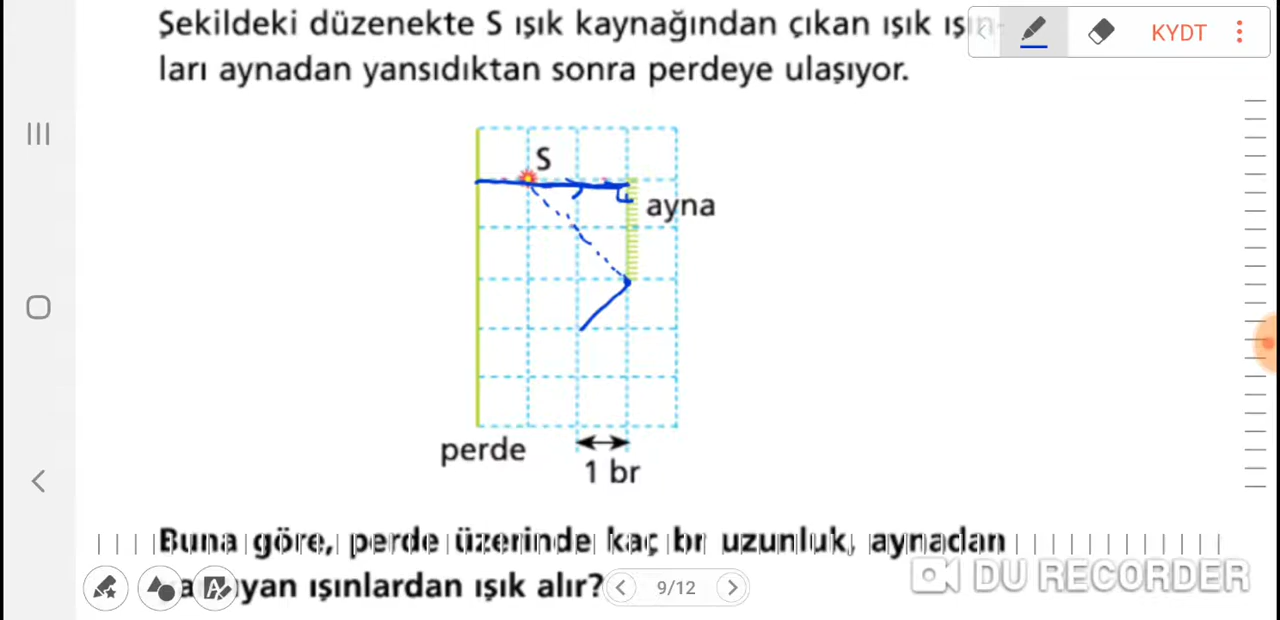 Şekildeki düzenekte S ışık kaynağından çıkan ışık ışın-
ları aynadan yansıdıktan sonra perdeye ulaşıyor.
KYDT
S
ayna
perde
1 br
Buna göre, perde üzerinde kaç br uzunluk, aynadan
ışınlardan ışık alır?
9/12
DU RECORDER